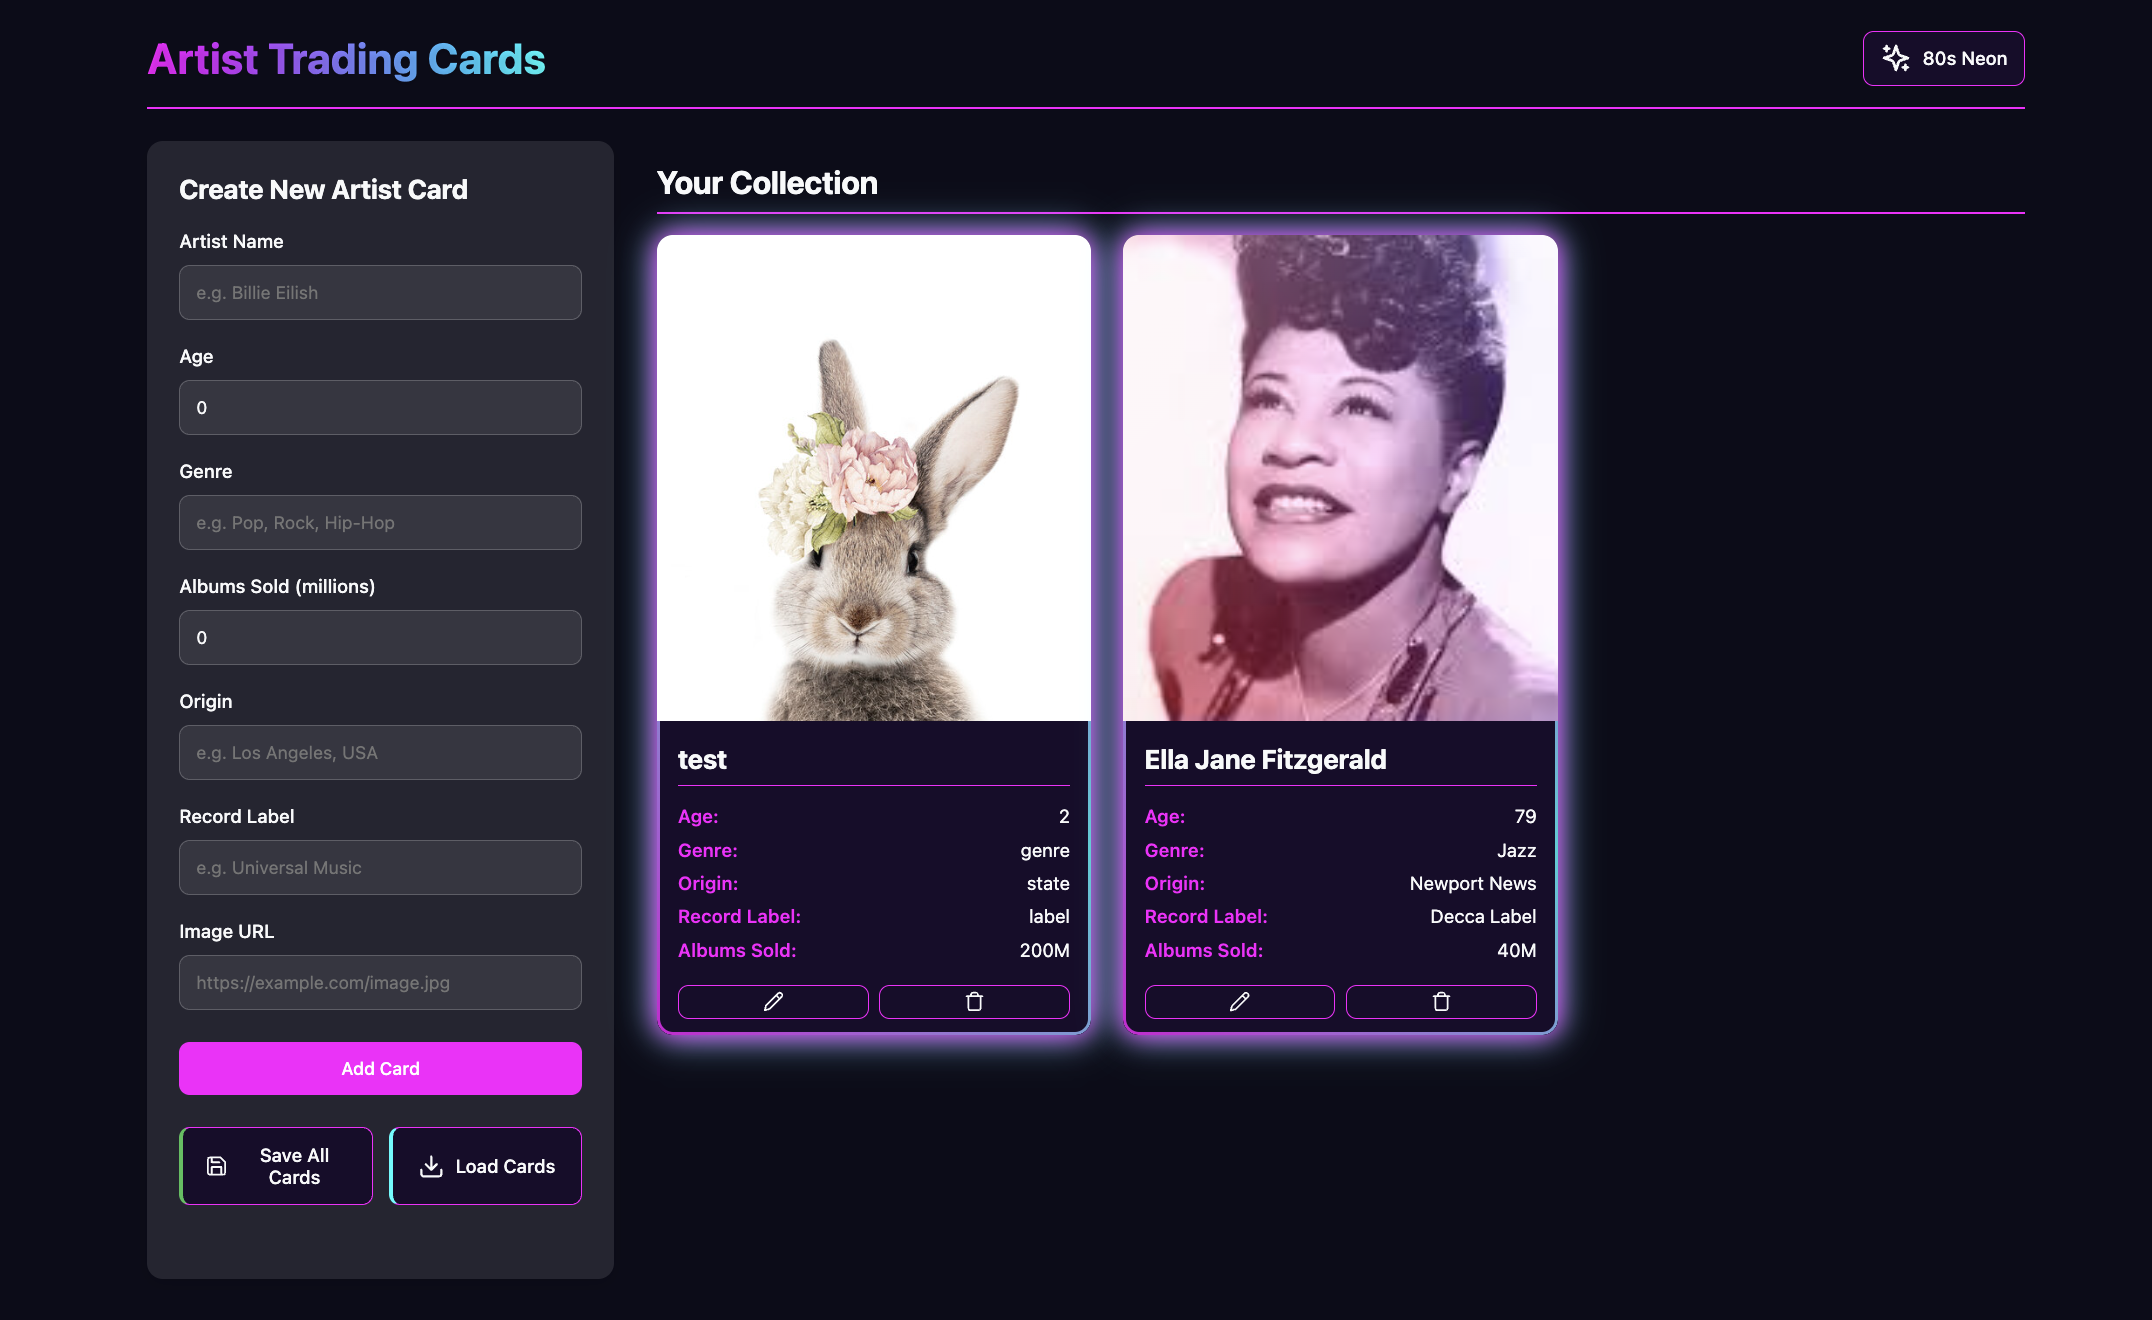 Artist Trading Cards
80s Neon
Create New Artist Card
Artist Name
e.g. Billie Eilish
Age
0
Genre
e.g. Pop, Rock, Hip-Hop
Albums Sold (millions)
0
Origin
e.g. Los Angeles, USA
Record Label
e.g. Universal Music
Image URL
https://example.com/image.jpg
Add Card
Save All
Cards
Load Cards
Your Collection
test
Age: 2
Genre: genre
Origin: state
Record Label: label
Albums Sold: 200M
Ella Jane Fitzgerald
Age: 79
Genre: Jazz
Origin: Newport News
Record Label: Decca Label
Albums Sold: 40M